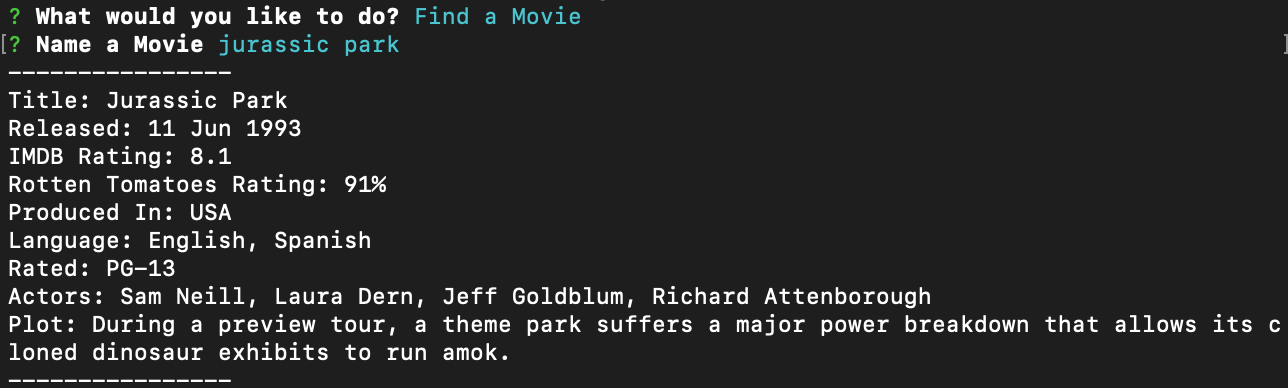 ? What would you like to do? Find a Movie
[? Name a Movie jurassic park ]
----------------
Title: Jurassic Park
Released: 11 Jun 1993
IMDB Rating: 8.1
Rotten Tomatoes Rating: 91%
Produced In: USA
Language: English, Spanish
Rated: PG-13
Actors: Sam Neill, Laura Dern, Jeff Goldblum, Richard Attenborough
Plot: During a preview tour, a theme park suffers a major power breakdown that allows its c
loned dinosaur exhibits to run amok.
----------------